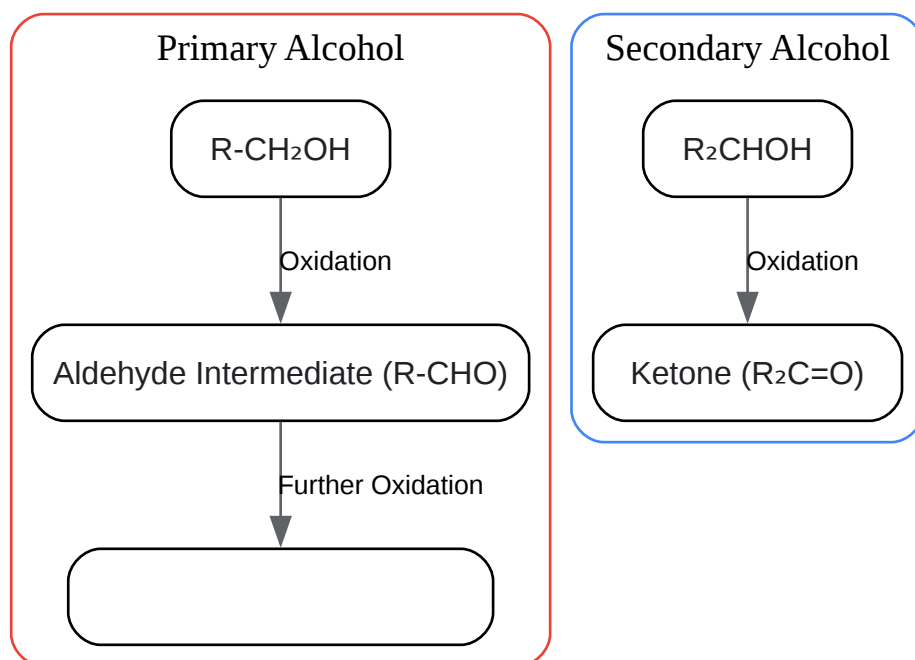 Primary Alcohol
R-CH₂OH
Oxidation
Aldehyde Intermediate (R-CHO)
Further Oxidation
Secondary Alcohol
R₂CHOH
Oxidation
Ketone (R₂C=O)